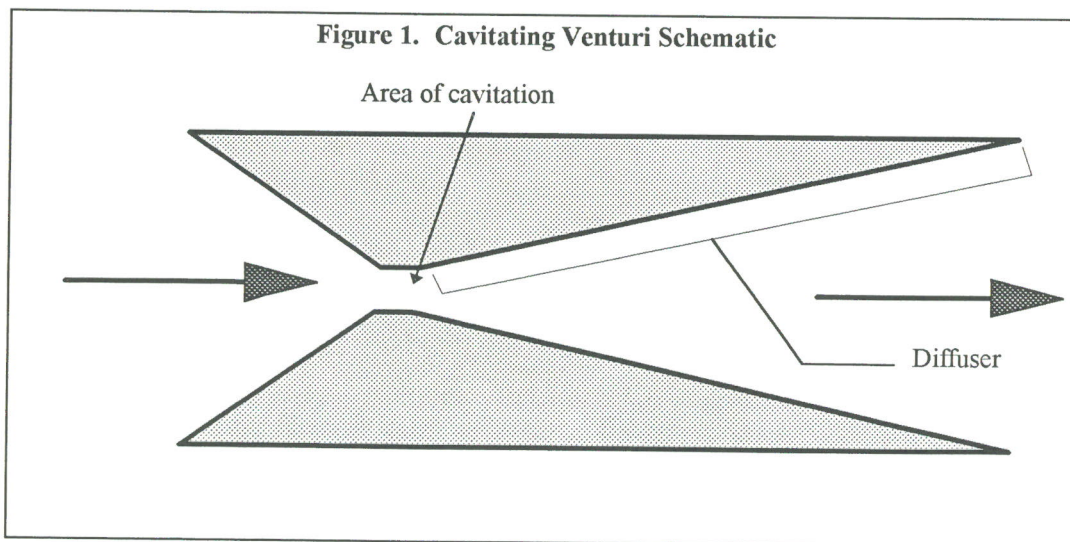 Figure 1. Cavitating Venturi Schematic
Area of cavitation
Diffuser